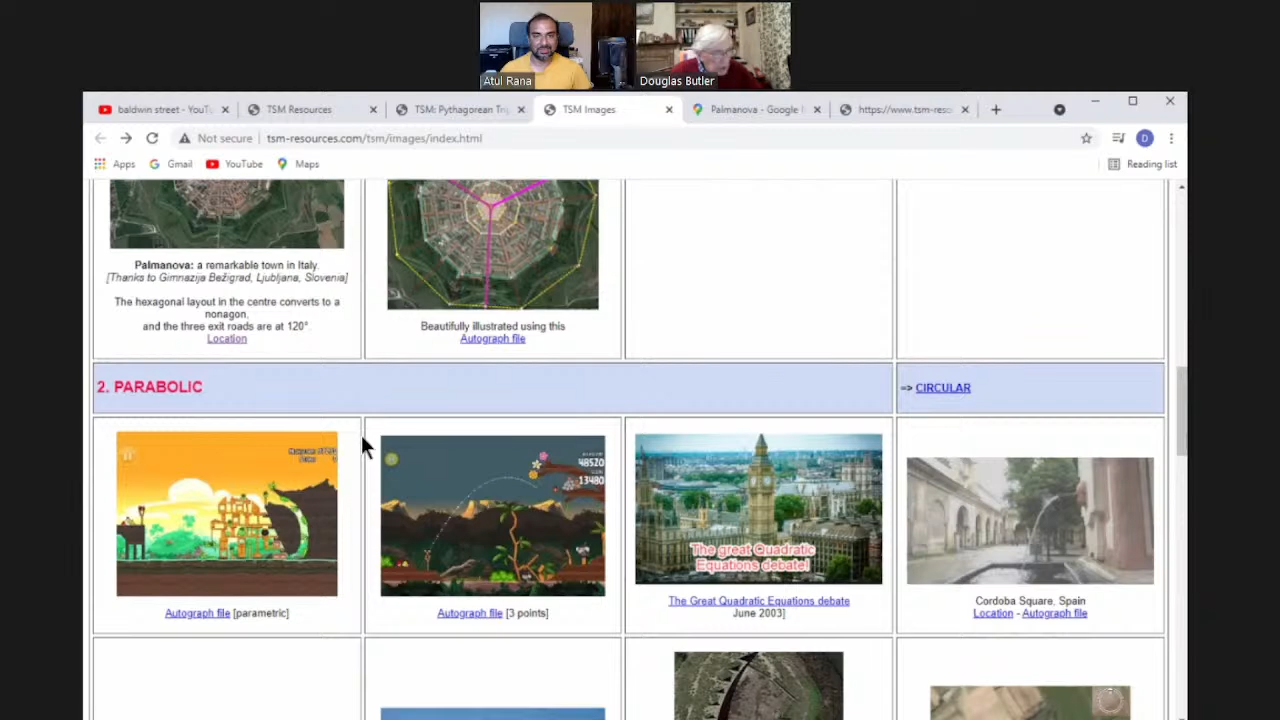 Atul Rana
Douglas Butler
baldwin street - YouTu
TSM Resources
TSM: Pythagorean Trip
TSM Images
Palmanova - Google
https://www.tsm-reso
Not secure
tsm-resources.com/tsm/images/index.html
D
Apps
Gmail
YouTube
Maps
Reading list
Palmanova: a remarkable town in Italy.
[Thanks to Gimnazija Bežigrad, Ljubljana, Slovenia]
The hexagonal layout in the centre converts to a
nonagon,
and the three exit roads are at 120°
Location
Beautifully illustrated using this
Autograph file
2. PARABOLIC
=> CIRCULAR
48520
13480
The great Quadratic
Equations debate!
Autograph file [parametric]
Autograph file [3 points]
The Great Quadratic Equations debate
June 2003]
Cordoba Square, Spain
Location - Autograph file